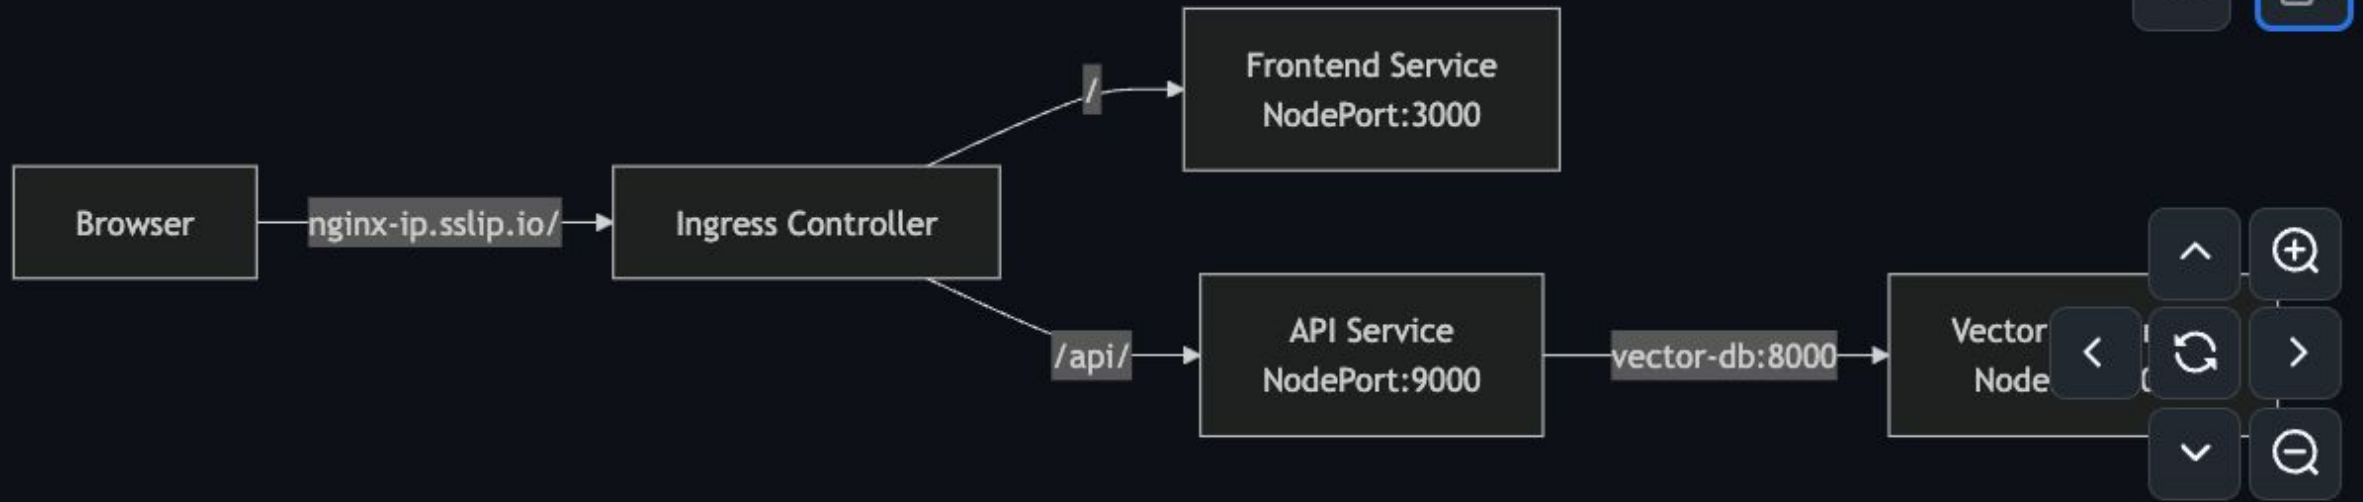 Browser
nginx-ip.sslip.io/
Ingress Controller
/
Frontend Service
NodePort:3000
/api/
API Service
NodePort:9000
vector-db:8000
Vector
Node